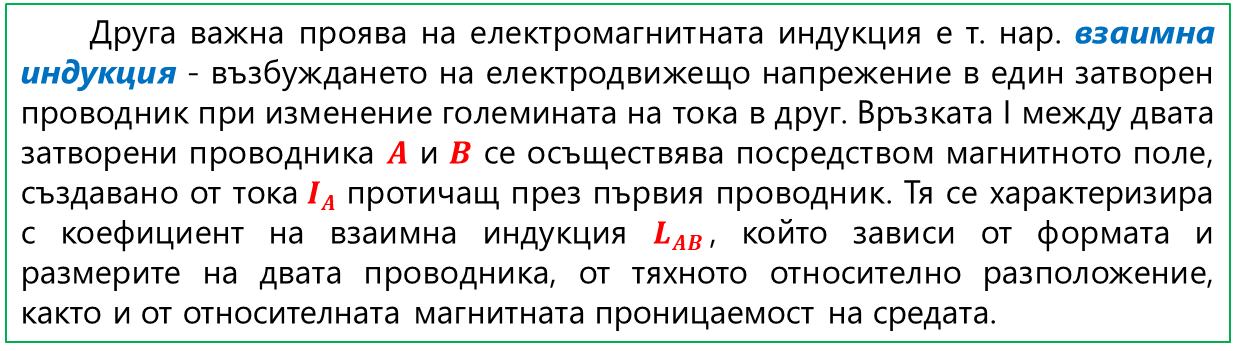 Друга важна проява на електромагнитната индукция е т. нар. взаимна
индукция - възбуждането на електродвижещо напрежение в един затворен
проводник при изменение големината на тока в друг. Връзката I между двата
затворени проводника A и B се осъществява посредством магнитното поле,
създавано от тока I_A протичащ през първия проводник. Тя се характеризира
с коефициент на взаимна индукция L_AB, който зависи от формата и
размерите на двата проводника, от тяхното относително разположение,
както и от относителната магнитната проницаемост на средата.